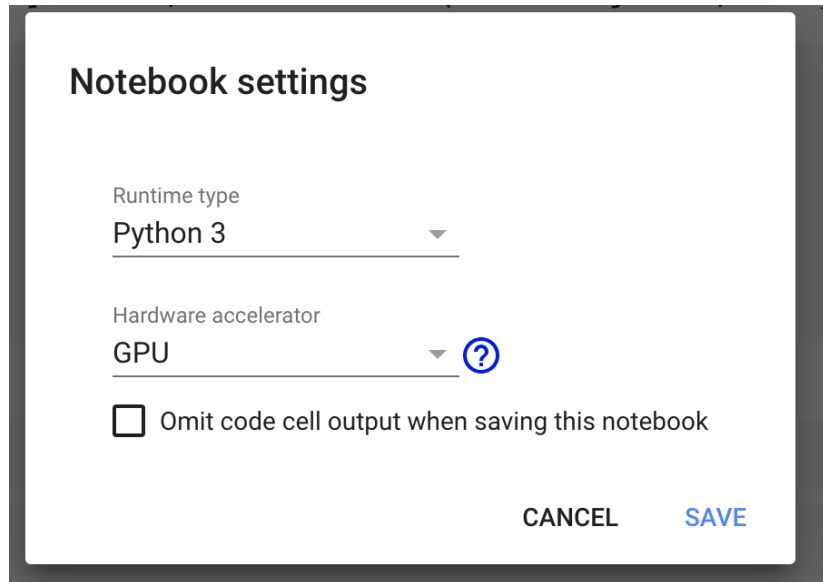 Notebook settings
Runtime type
Python 3
Hardware accelerator
GPU
?
Omit code cell output when saving this notebook
CANCEL SAVE